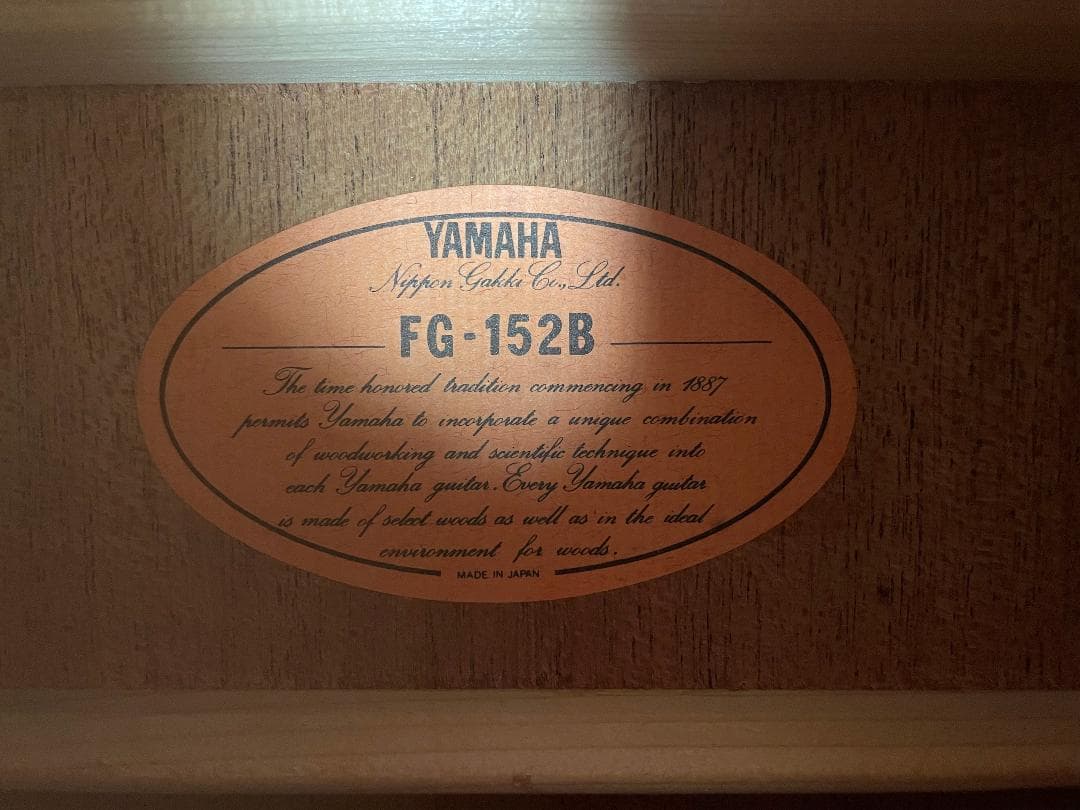 YAMAHA
Nippon Gakki Co., Ltd.
FG-152B
The time honored tradition commencing in 1887
permits Yamaha to incorporate a unique combination
of woodworking and scientific technique into
each Yamaha guitar. Every Yamaha guitar
is made of select woods as well as in the ideal
environment for woods.
MADE IN JAPAN